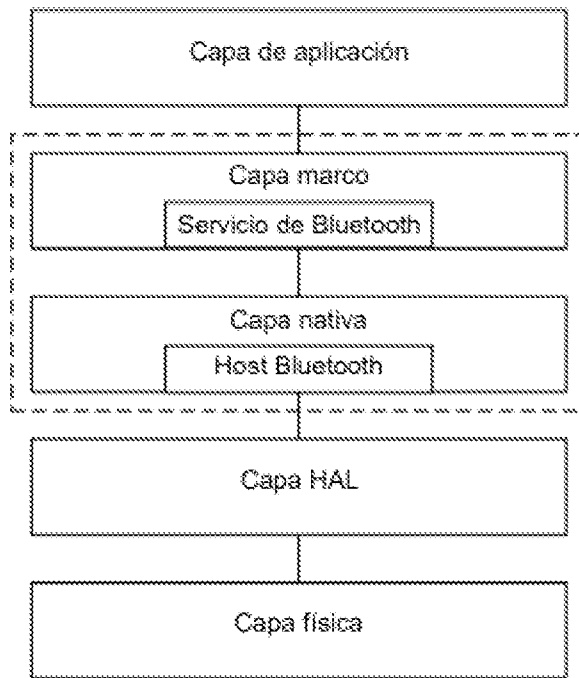 Capa de aplicación
Capa marco
Servicio de Bluetooth
Capa nativa
Host Bluetooth
Capa HAL
Capa física